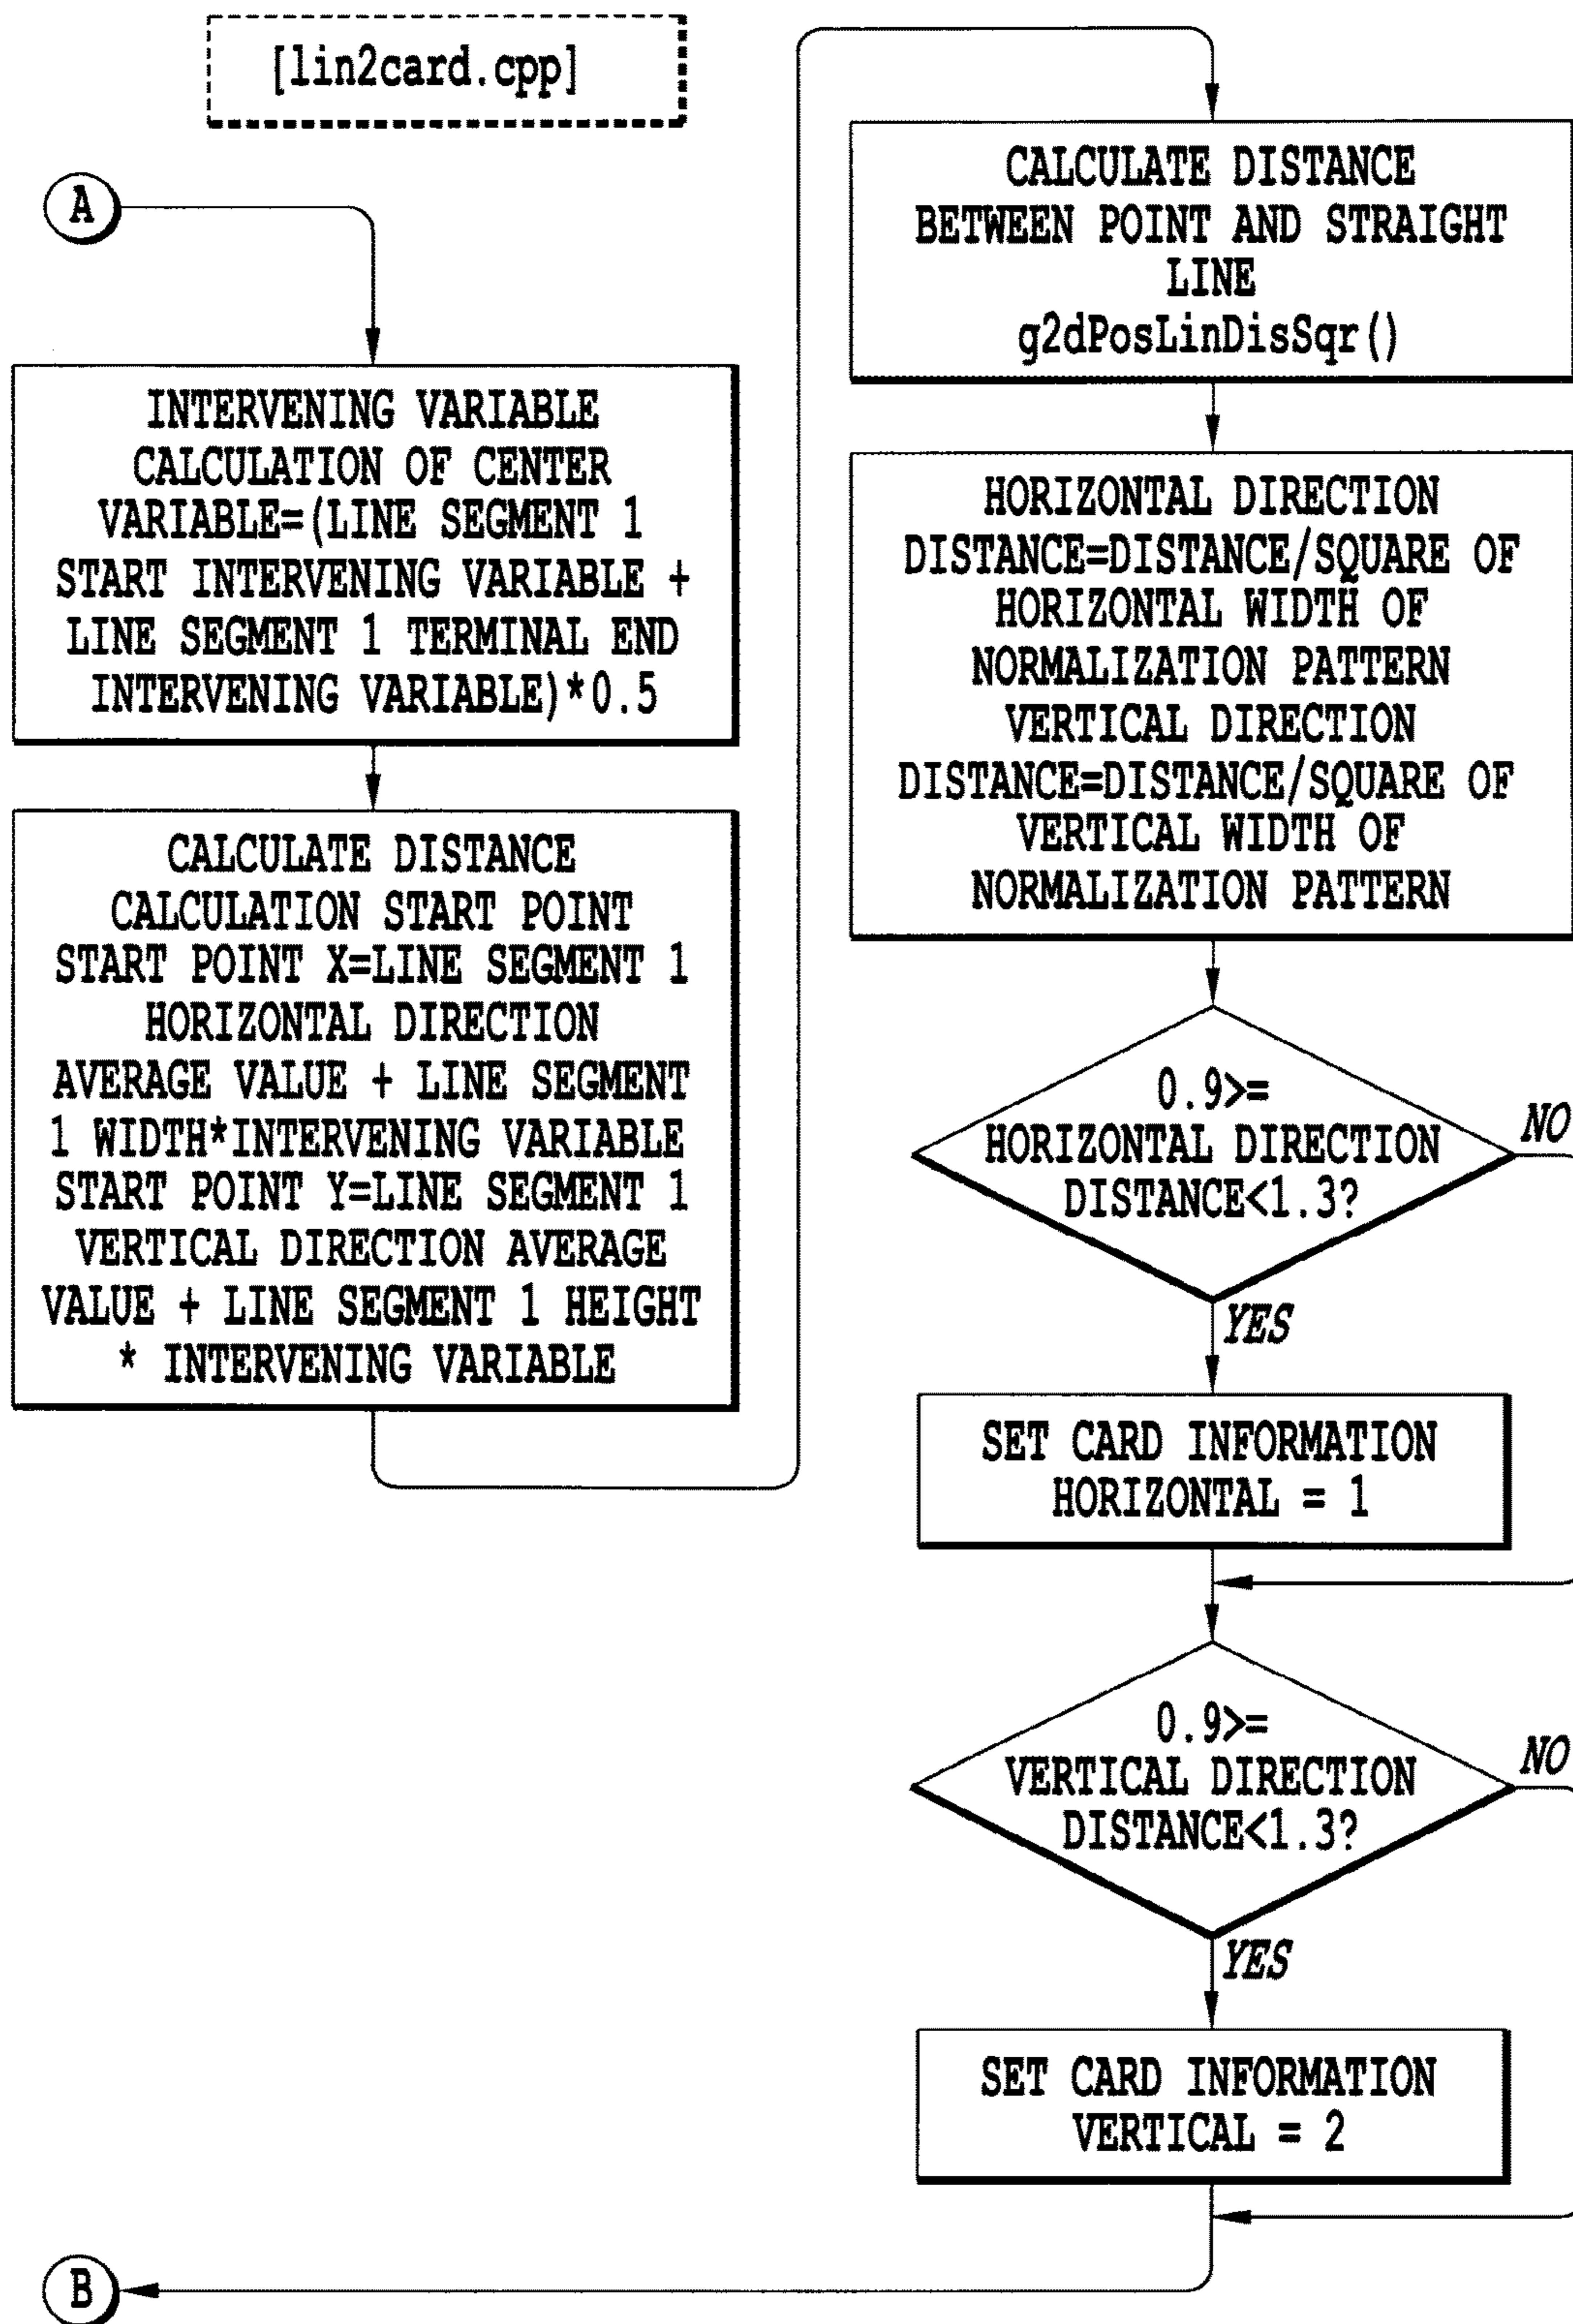 [lin2card.cpp]
A
INTERVENING VARIABLE
CALCULATION OF CENTER
VARIABLE=(LINE SEGMENT 1
START INTERVENING VARIABLE +
LINE SEGMENT 1 TERMINAL END
INTERVENING VARIABLE)*0.5
CALCULATE DISTANCE
CALCULATION START POINT
START POINT X=LINE SEGMENT 1
HORIZONTAL DIRECTION
AVERAGE VALUE + LINE SEGMENT
1 WIDTH*INTERVENING VARIABLE
START POINT Y=LINE SEGMENT 1
VERTICAL DIRECTION AVERAGE
VALUE + LINE SEGMENT 1 HEIGHT
* INTERVENING VARIABLE
CALCULATE DISTANCE
BETWEEN POINT AND STRAIGHT
LINE
g2dPosLinDisSqr()
HORIZONTAL DIRECTION
DISTANCE=DISTANCE/SQUARE OF
HORIZONTAL WIDTH OF
NORMALIZATION PATTERN
VERTICAL DIRECTION
DISTANCE=DISTANCE/SQUARE OF
VERTICAL WIDTH OF
NORMALIZATION PATTERN
0.9>=
HORIZONTAL DIRECTION
DISTANCE<1.3?
NO
YES
SET CARD INFORMATION
HORIZONTAL = 1
0.9>=
VERTICAL DIRECTION
DISTANCE<1.3?
NO
YES
SET CARD INFORMATION
VERTICAL = 2
B